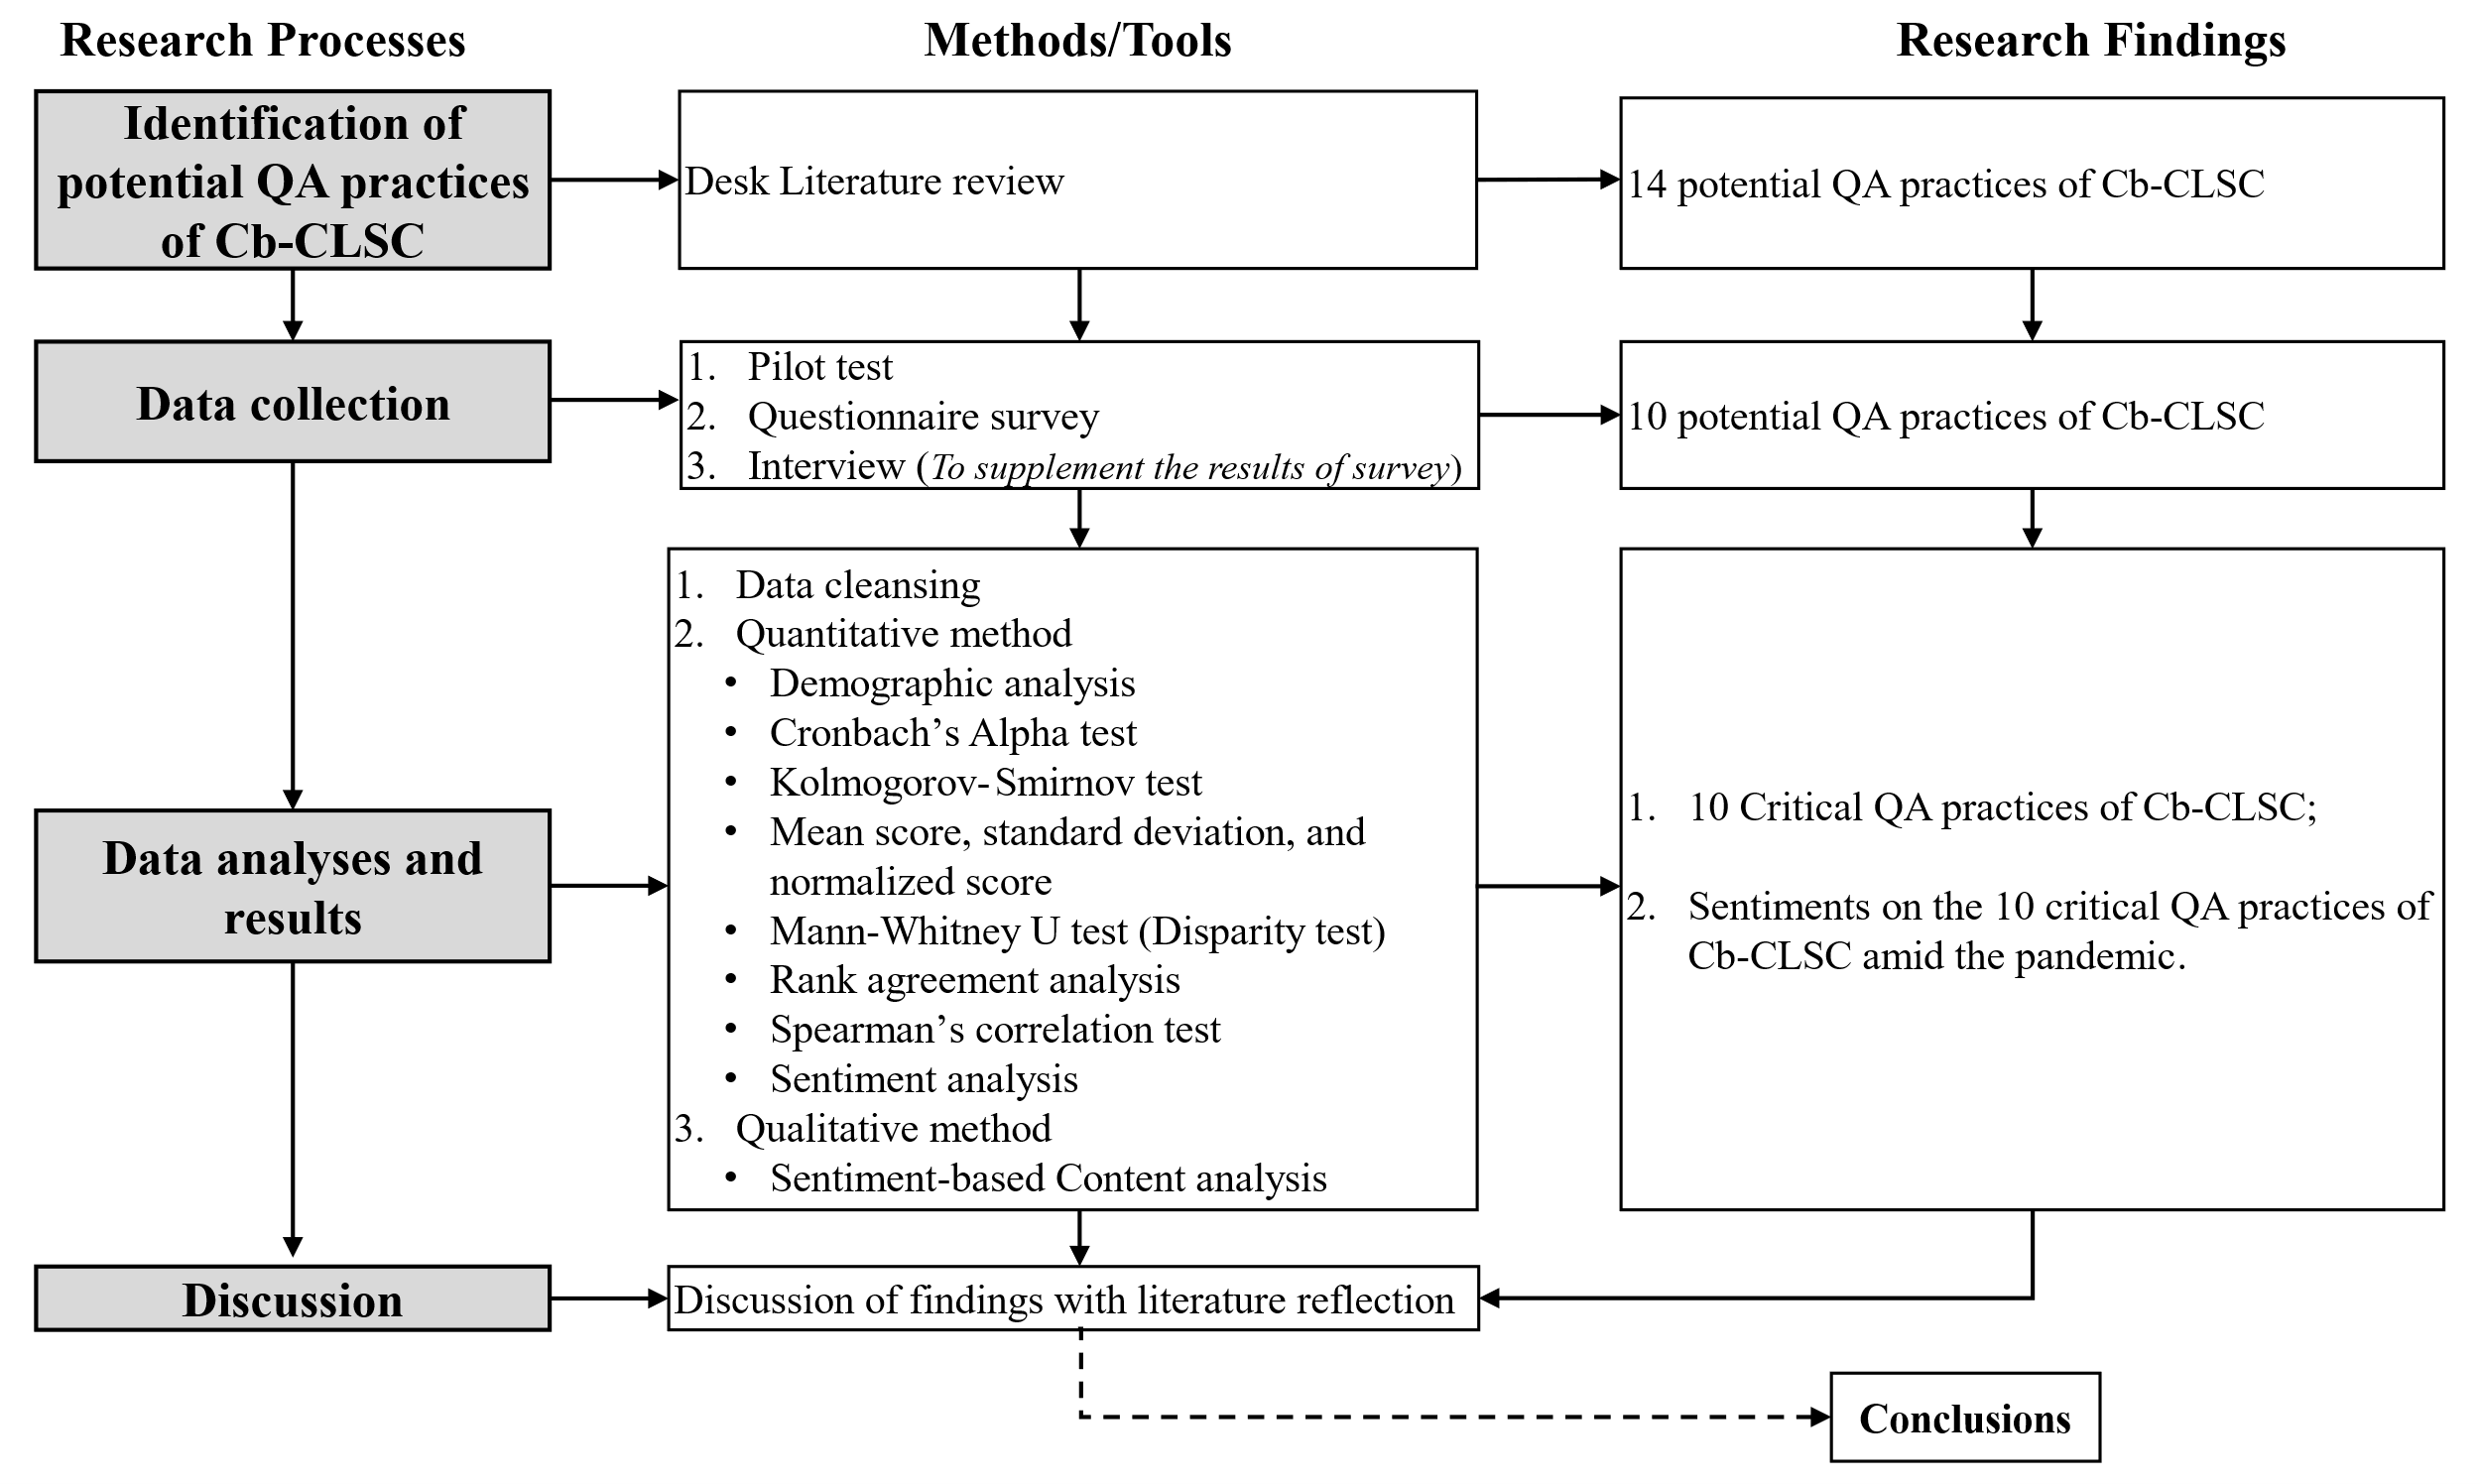 Research Processes
Methods/Tools
Research Findings
Identification of
potential QA practices
of Cb-CLSC
Desk Literature review
14 potential QA practices of Cb-CLSC
Data collection
1. Pilot test
2. Questionnaire survey
3. Interview (To supplement the results of survey)
10 potential QA practices of Cb-CLSC
Data analyses and
results
1. Data cleansing
2. Quantitative method
• Demographic analysis
• Cronbach’s Alpha test
• Kolmogorov-Smirnov test
• Mean score, standard deviation, and
normalized score
• Mann-Whitney U test (Disparity test)
• Rank agreement analysis
• Spearman’s correlation test
• Sentiment analysis
3. Qualitative method
• Sentiment-based Content analysis
1. 10 Critical QA practices of Cb-CLSC;
2. Sentiments on the 10 critical QA practices of
Cb-CLSC amid the pandemic.
Discussion
Discussion of findings with literature reflection
Conclusions